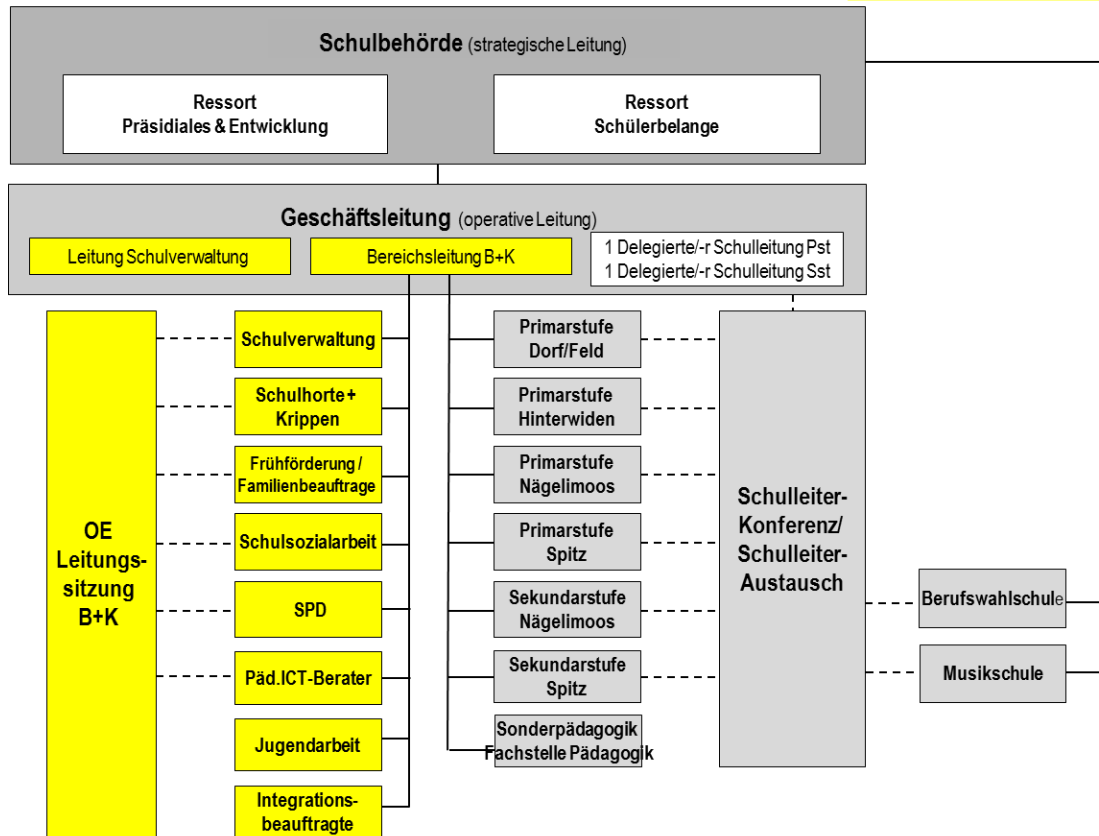 Schulbehörde (strategische Leitung)
Ressort
Präsidiales & Entwicklung
Ressort
Schülerbelange
Geschäftsleitung (operative Leitung)
Leitung Schulverwaltung
Bereichsleitung B+K
1 Delegierte/-r Schulleitung Pst
1 Delegierte/-r Schulleitung Sst
OE
Leitungs-
sitzung
B+K
Schulverwaltung
Schulhorte +
Krippen
Frühförderung /
Familienbeauftrage
Schulsozialarbeit
SPD
Päd.ICT-Berater
Jugendarbeit
Integrations-
beauftragte
Primarstufe
Dorf/Feld
Primarstufe
Hinterwiden
Primarstufe
Nägelimoos
Primarstufe
Spitz
Sekundarstufe
Nägelimoos
Sekundarstufe
Spitz
Sonderpädagogik
Fachstelle Pädagogik
Schulleiter-
Konferenz/
Schulleiter-
Austausch
Berufswahlschule
Musikschule